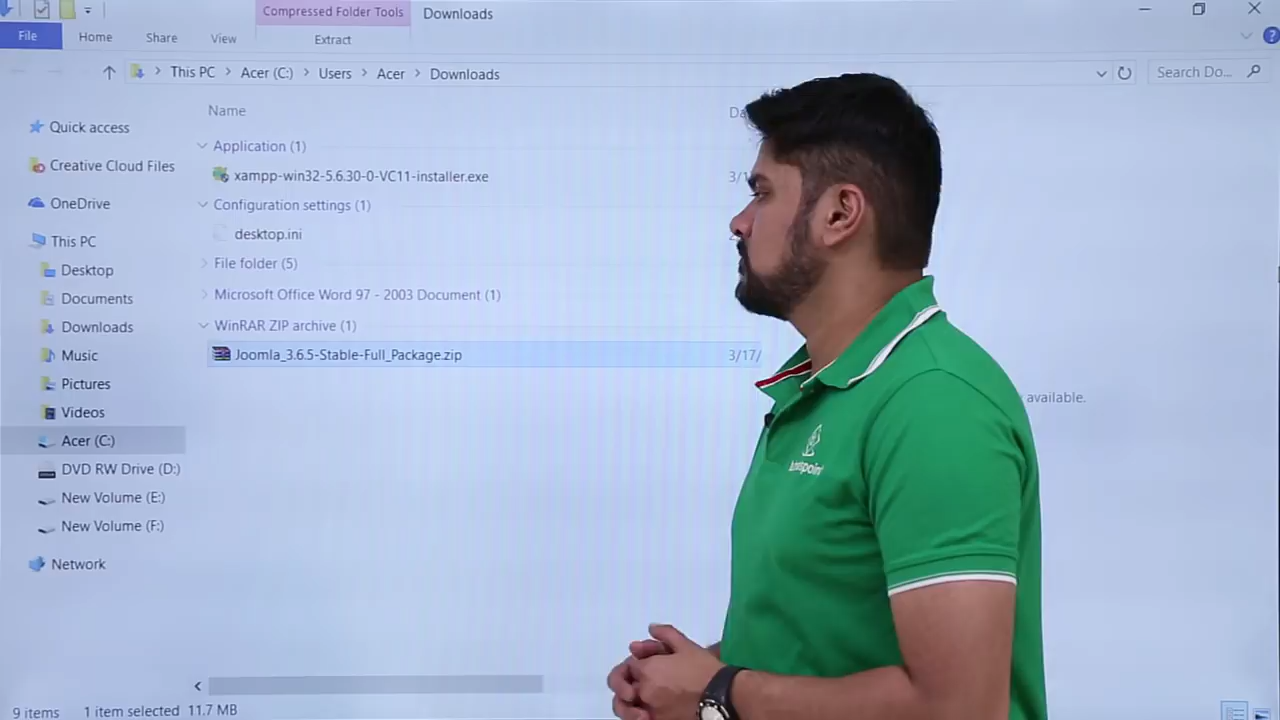 Compressed Folder Tools
Downloads
File
Home
Share
View
Extract
This PC > Acer (C:) > Users > Acer > Downloads
Search Do...
Name
Quick access
Creative Cloud Files
OneDrive
This PC
Desktop
Documents
Downloads
Music
Pictures
Videos
Acer (C:)
DVD RW Drive (D:)
New Volume (E:)
New Volume (F:)
Network
Application (1)
xampp-win32-5.6.30-0-VC11-installer.exe
Configuration settings (1)
desktop.ini
File folder (5)
Microsoft Office Word 97 - 2003 Document (1)
WinRAR ZIP archive (1)
Joomla_3.6.5-Stable-Full_Package.zip
3/17/
available.
9 items
1 item selected 11.7 MB